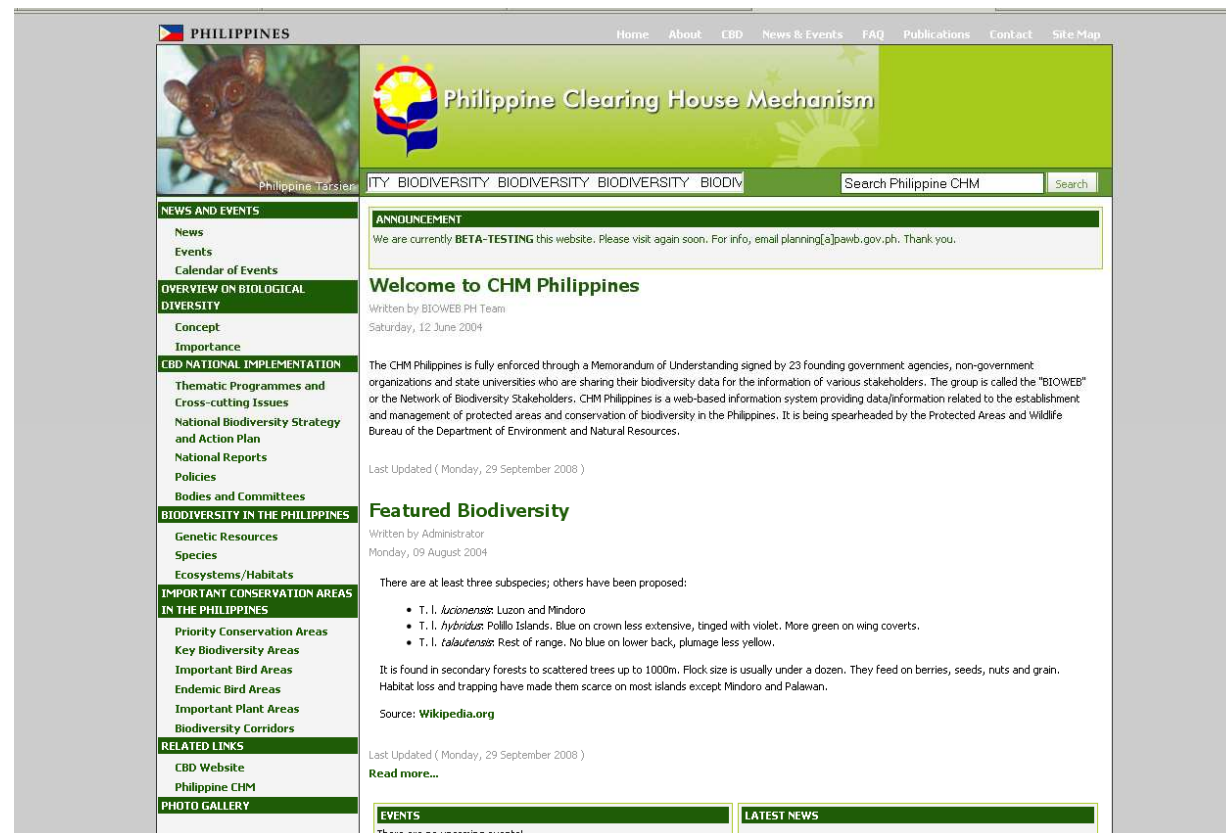 PHILIPPINES
Home About CBD News & Events FAQ Publications Contact Site Map
Philippine Clearing House Mechanism
Philippine Tarsier
ITY BIODIVERSITY BIODIVERSITY BIODIVERSITY BIODIV
Search Philippine CHM
Search
NEWS AND EVENTS
News
Events
Calendar of Events
OVERVIEW ON BIOLOGICAL
DIVERSITY
Concept
Importance
CBD NATIONAL IMPLEMENTATION
Thematic Programmes and
Cross-cutting Issues
National Biodiversity Strategy
and Action Plan
National Reports
Policies
Bodies and Committees
BIODIVERSITY IN THE PHILIPPINES
Genetic Resources
Species
Ecosystems/Habitats
IMPORTANT CONSERVATION AREAS
IN THE PHILIPPINES
Priority Conservation Areas
Key Biodiversity Areas
Important Bird Areas
Endemic Bird Areas
Important Plant Areas
Biodiversity Corridors
RELATED LINKS
CBD Website
Philippine CHM
PHOTO GALLERY
ANNOUNCEMENT
We are currently BETA-TESTING this website. Please visit again soon. For info, email planning[a]pawb.gov.ph. Thank you.
Welcome to CHM Philippines
Written by BIOWEB PH Team
Saturday, 12 June 2004
The CHM Philippines is fully enforced through a Memorandum of Understanding signed by 23 founding government agencies, non-government
organizations and state universities who are sharing their biodiversity data for the information of various stakeholders. The group is called the "BIOWEB"
or the Network of Biodiversity Stakeholders. CHM Philippines is a web-based information system providing data/information related to the establishment
and management of protected areas and conservation of biodiversity in the Philippines. It is being spearheaded by the Protected Areas and Wildlife
Bureau of the Department of Environment and Natural Resources.
Last Updated ( Monday, 29 September 2008 )
Featured Biodiversity
Written by Administrator
Monday, 09 August 2004
There are at least three subspecies; others have been proposed:
• T. l. lucionensis: Luzon and Mindoro
• T. l. hybridus: Polillo Islands. Blue on crown less extensive, tinged with violet. More green on wing coverts.
• T. l. talautensis: Rest of range. No blue on lower back, plumage less yellow.
It is found in secondary forests to scattered trees up to 1000m. Flock size is usually under a dozen. They feed on berries, seeds, nuts and grain.
Habitat loss and trapping have made them scarce on most islands except Mindoro and Palawan.
Source: Wikipedia.org
Last Updated ( Monday, 29 September 2008 )
Read more...
EVENTS
There are no upcoming events!
LATEST NEWS